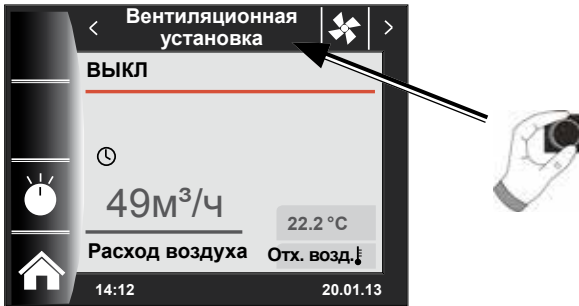 Вентиляционная
установка
ВЫКЛ
49м³/ч
22.2 °C
Расход воздуха Отх. возд.
14:12 20.01.13